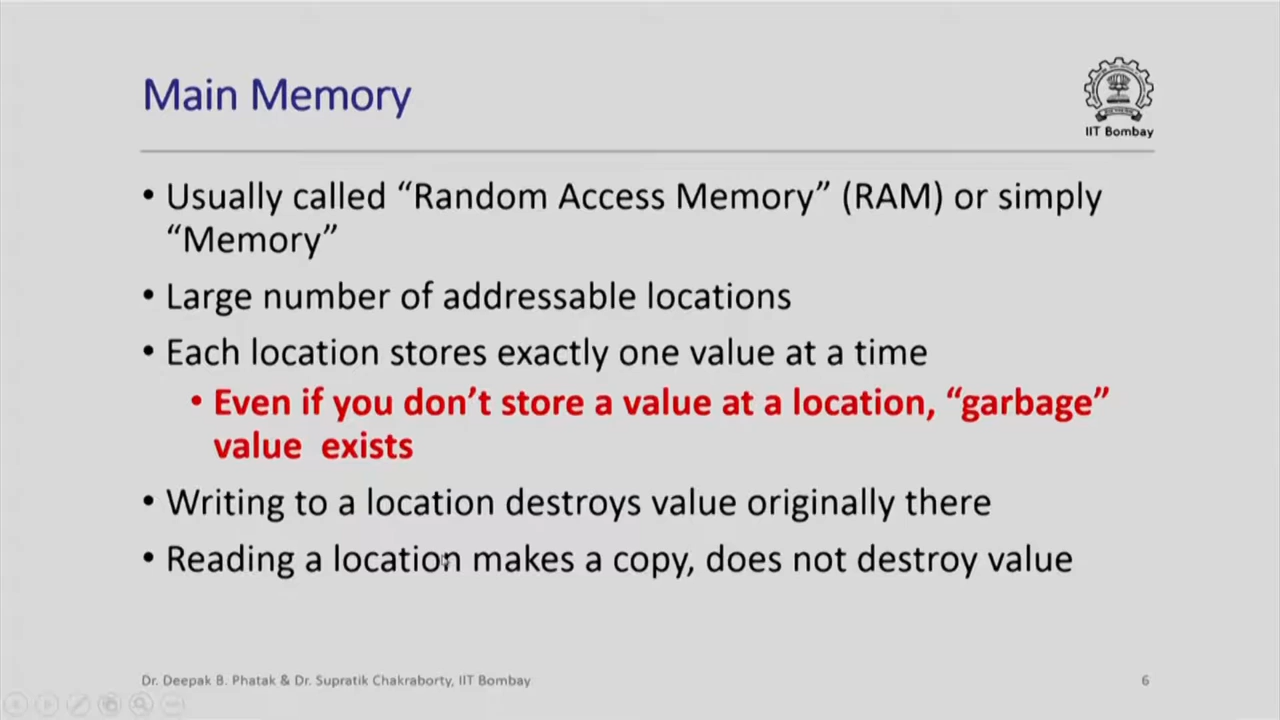 Main Memory
IIT Bombay
• Usually called “Random Access Memory” (RAM) or simply
“Memory”
• Large number of addressable locations
• Each location stores exactly one value at a time
• Even if you don’t store a value at a location, “garbage”
value exists
• Writing to a location destroys value originally there
• Reading a location makes a copy, does not destroy value
Dr. Deepak B. Phatak & Dr. Supratik Chakraborty, IIT Bombay
6